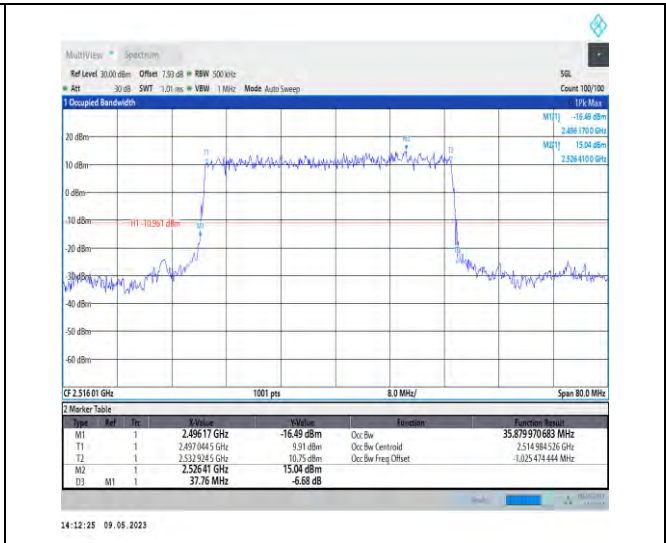 MultiView Spectrum
Ref Level 30.00 dBm Offset 7.93 dB RBW 500 kHz SGL
Att 30 dB SWT 1.01 ms VBW 1 MHz Mode Auto Sweep Count 100/100
1 Occupied Bandwidth 1Pk Max
M1[1] -16.49 dBm
2.496 170 0 GHz
20 dBm M2[1] 15.04 dBm
2.526 410 0 GHz
M2
T1 T2
10 dBm
0 dBm
-10 dBm H1 -10.961 dBm
M1
-20 dBm
D3
-30 dBm
-40 dBm
-50 dBm
-60 dBm
CF 2.516 01 GHz 1001 pts 8.0 MHz/ Span 80.0 MHz
2 Marker Table
Type Ref Trc X-Value Y-Value Function Function Result
M1 1 2.496 17 GHz -16.49 dBm Occ Bw 35.879 970 683 MHz
T1 1 2.497 044 5 GHz 9.91 dBm Occ Bw Centroid 2.514 984 526 GHz
T2 1 2.532 924 5 GHz 10.75 dBm Occ Bw Freq Offset -1.025 474 444 MHz
M2 1 2.526 41 GHz 15.04 dBm
D3 M1 1 37.76 MHz -6.68 dB
14:12:25 09.05.2023